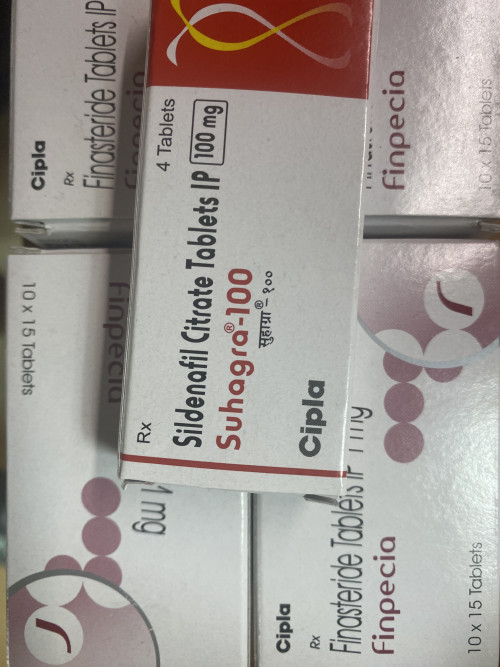 Rx
4 Tablets
Sildenafil Citrate Tablets IP 100 mg
Suhagra®-100
सुहाग्रा® - १००
Cipla
Cipla
Rx
Finasteride Tablets IP
Finpecia
Finpecia
10 x 15 Tablets
10 x 15 Tablets
Finpecia
1 mg
Cipla
Rx
Finasteride Tablets IP 1 mg
Finpecia
10 x 15 Tablets